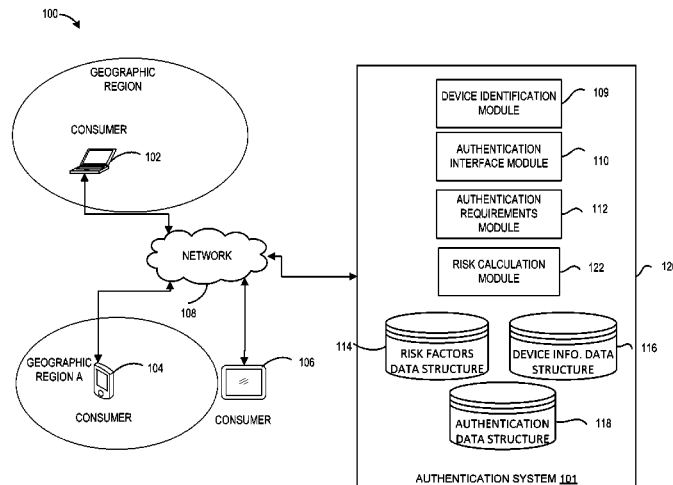 100
GEOGRAPHIC
REGION
CONSUMER
102
NETWORK
108
GEOGRAPHIC
REGION A
104
CONSUMER
106
CONSUMER
DEVICE IDENTIFICATION
MODULE
109
AUTHENTICATION
INTERFACE MODULE
110
AUTHENTICATION
REQUIREMENTS
MODULE
112
RISK CALCULATION
MODULE
122
114
RISK FACTORS
DATA STRUCTURE
DEVICE INFO. DATA
STRUCTURE
116
AUTHENTICATION
DATA STRUCTURE
118
AUTHENTICATION SYSTEM 101